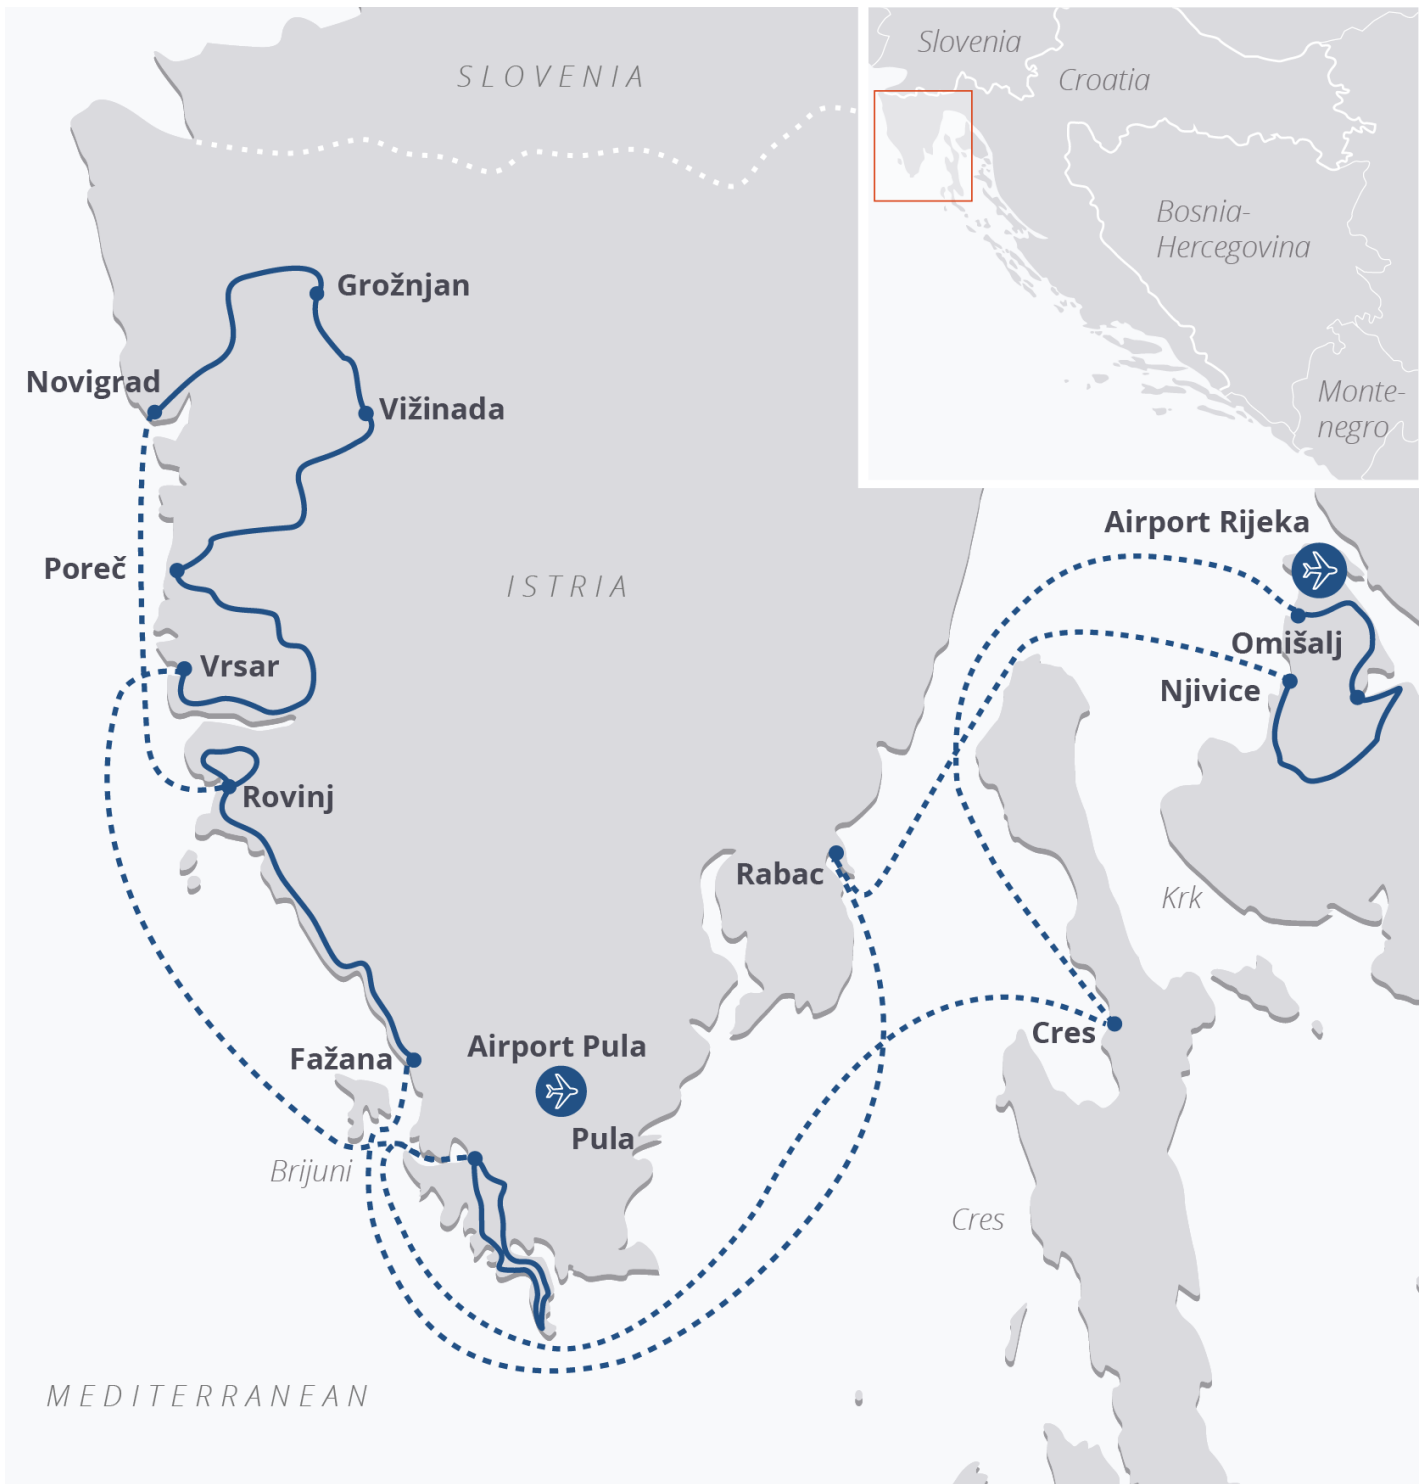 SLOVENIA
Slovenia
Croatia
Bosnia-
Hercegovina
Monte-
negro
Grožnjan
Novigrad
Vižinada
Airport Rijeka
Poreč
ISTRIA
Omišalj
Vrsar
Njivice
Rovinj
Rabac
Krk
Cres
Airport Pula
Fažana
Pula
Brijuni
Cres
MEDITERRANEAN